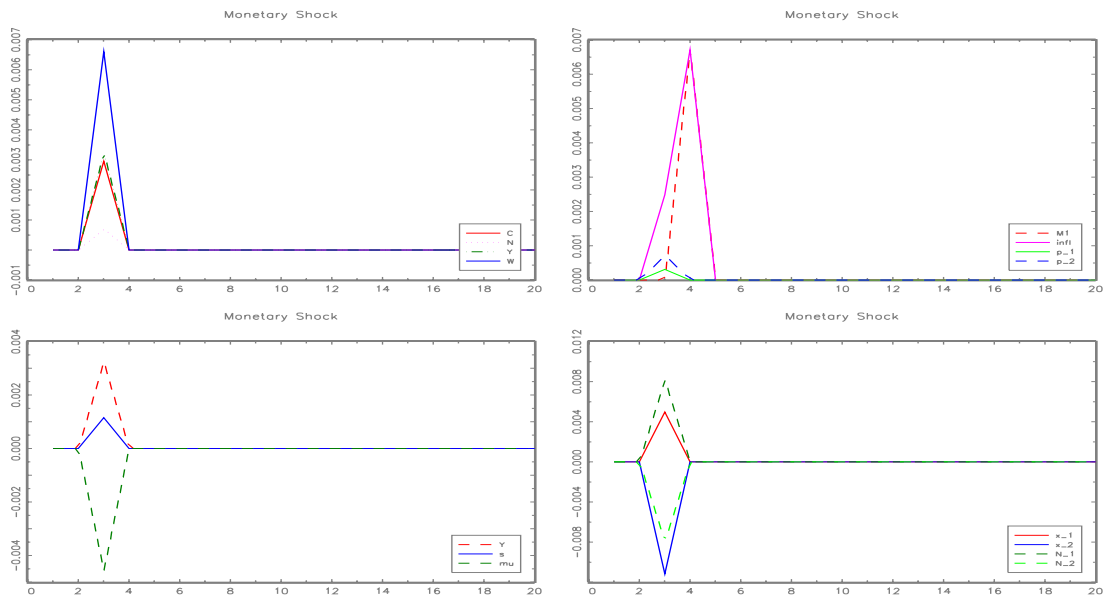 Monetary Shock
0.007
0.006
0.005
0.004
0.003
0.002
0.001
−0.001
0 2 4 6 8 10 12 14 16 18 20
C
N
Y
W
Monetary Shock
0.007
0.006
0.005
0.004
0.003
0.002
0.001
0.000
0 2 4 6 8 10 12 14 16 18 20
M1
infl
p_1
p_2
Monetary Shock
0.004
0.002
0.000
−0.002
−0.004
0 2 4 6 8 10 12 14 16 18 20
Y
s
mu
Monetary Shock
0.012
0.008
0.004
0.000
−0.004
−0.008
0 2 4 6 8 10 12 14 16 18 20
x_1
x_2
N_1
N_2